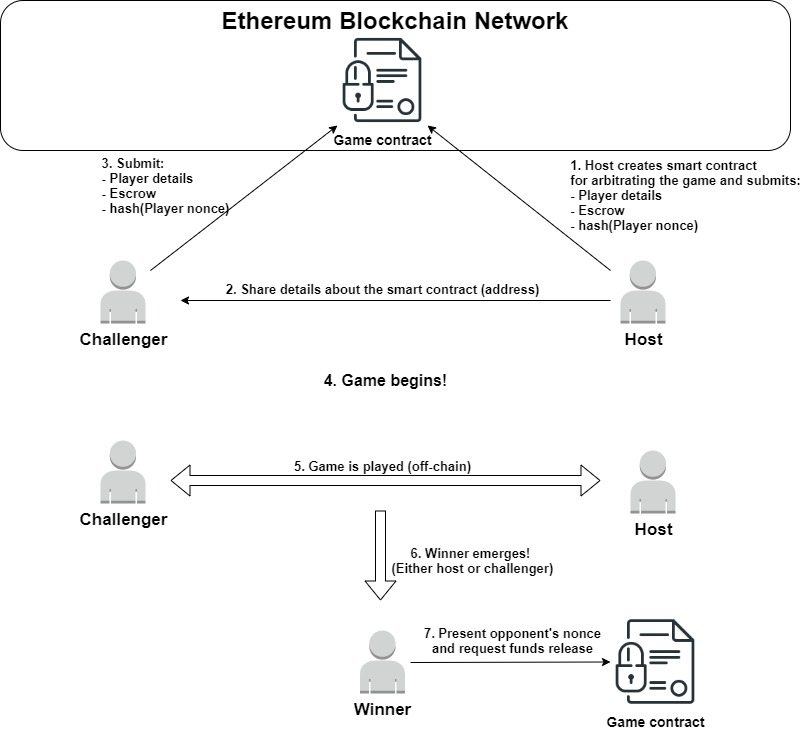 Ethereum Blockchain Network
Game contract
3. Submit:
- Player details
- Escrow
- hash(Player nonce)
1. Host creates smart contract
for arbitrating the game and submits:
- Player details
- Escrow
- hash(Player nonce)
2. Share details about the smart contract (address)
Challenger
Host
4. Game begins!
5. Game is played (off-chain)
Challenger
Host
6. Winner emerges!
(Either host or challenger)
7. Present opponent's nonce
and request funds release
Winner
Game contract